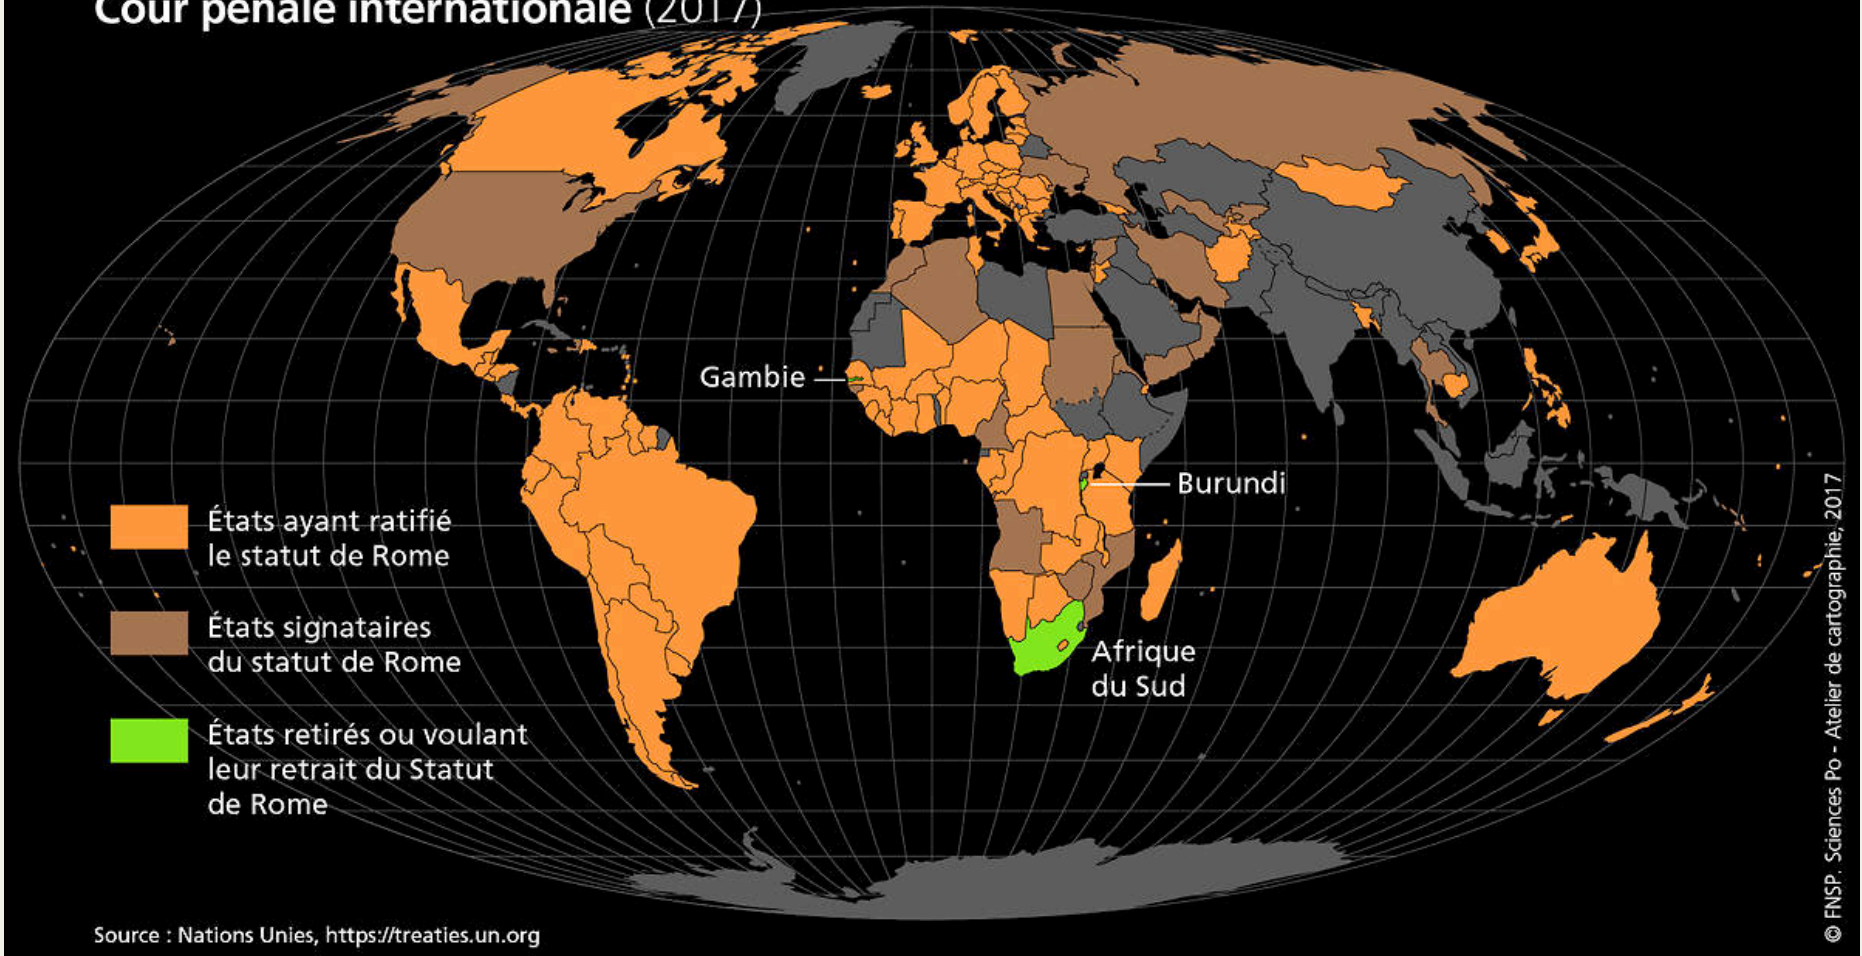 Cour pénale internationale (2017)
Gambie
Burundi
Afrique
du Sud
États ayant ratifié
le statut de Rome
États signataires
du statut de Rome
États retirés ou voulant
leur retrait du Statut
de Rome
Source : Nations Unies, https://treaties.un.org
© FNSP. Sciences Po - Atelier de cartographie, 2017